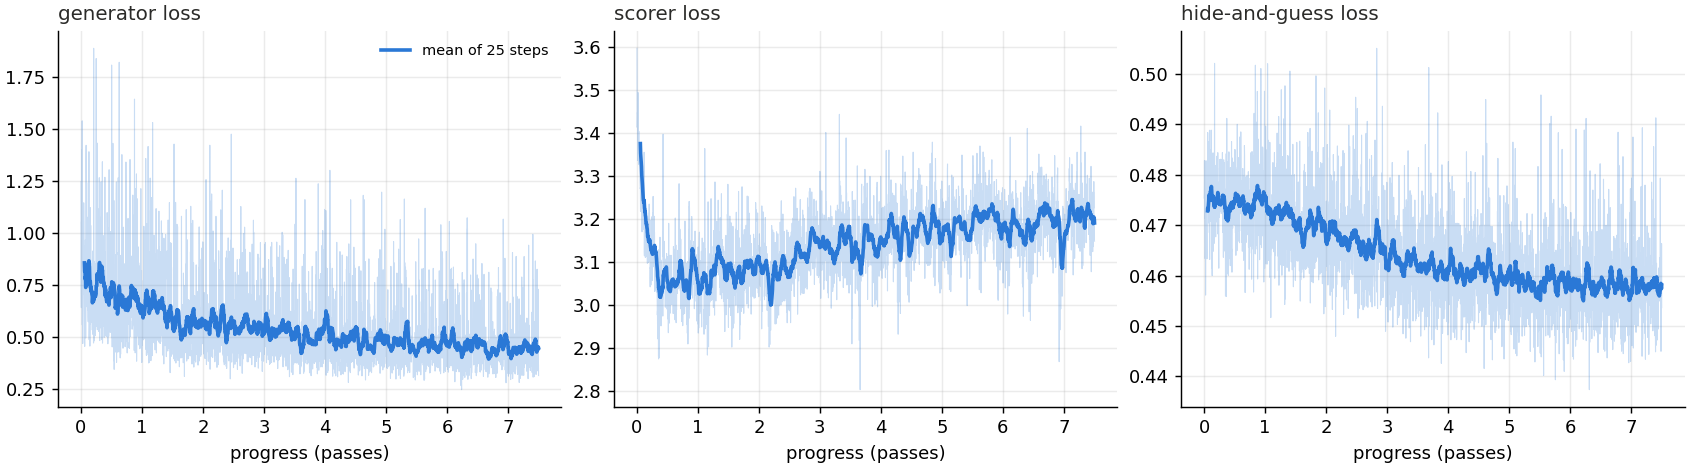 generator loss
mean of 25 steps
1.75
1.50
1.25
1.00
0.75
0.50
0.25
0 1 2 3 4 5 6 7
progress (passes)
scorer loss
3.6
3.5
3.4
3.3
3.2
3.1
3.0
2.9
2.8
0 1 2 3 4 5 6 7
progress (passes)
hide-and-guess loss
0.50
0.49
0.48
0.47
0.46
0.45
0.44
0 1 2 3 4 5 6 7
progress (passes)